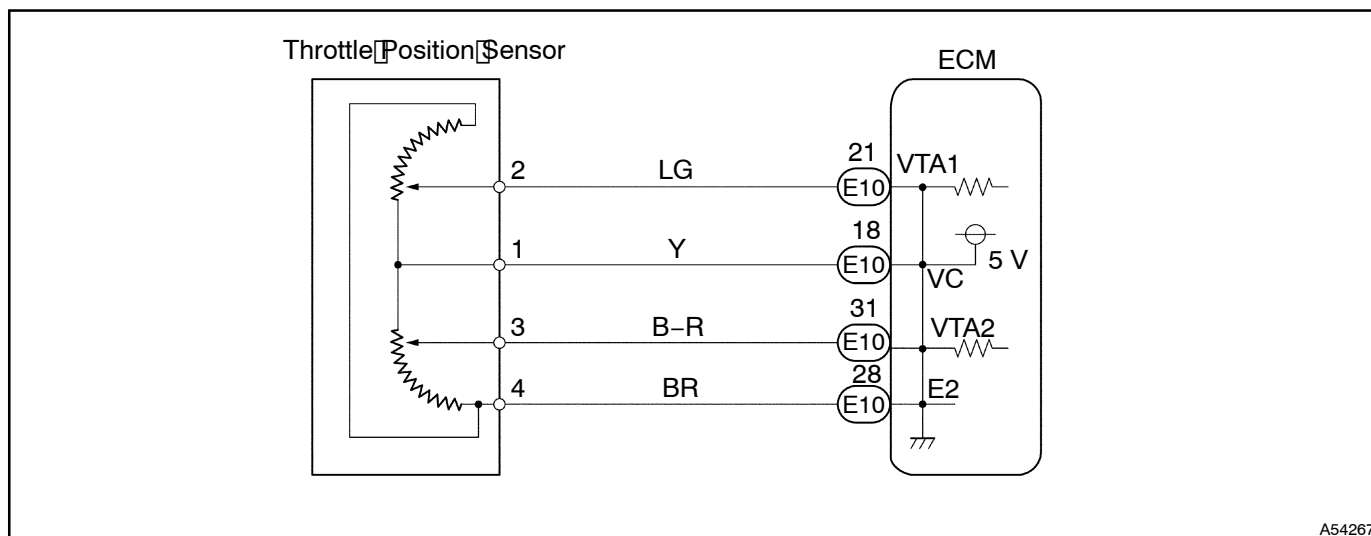 Throttle Position Sensor
ECM
2
LG
21
E10
VTA1
1
Y
18
E10
VC
5 V
3
B–R
31
E10
VTA2
4
BR
28
E10
E2
A54267